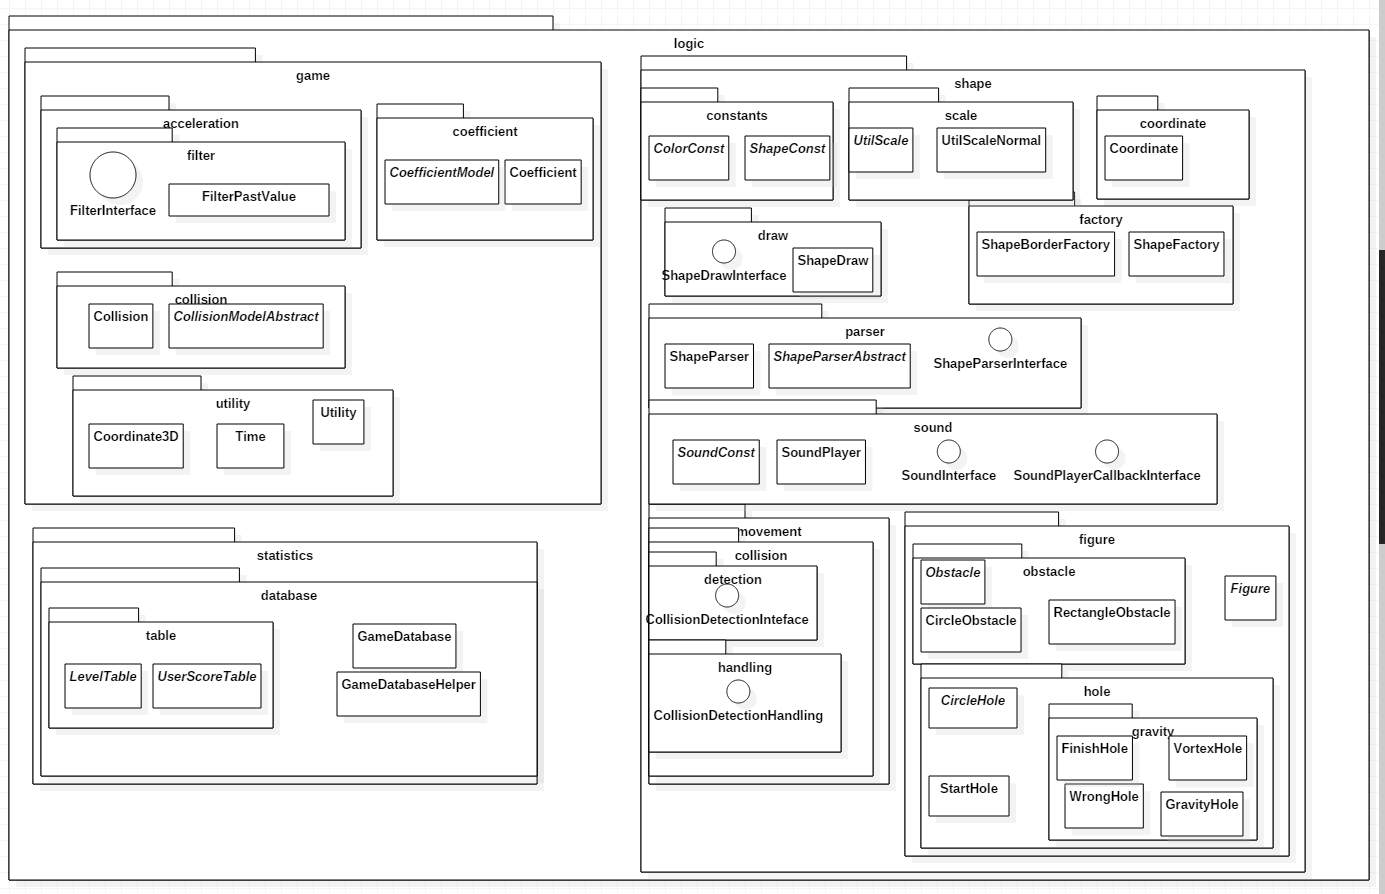 logic
game
acceleration
filter
FilterInterface
FilterPastValue
coefficient
CoefficientModel
Coefficient
collision
Collision
CollisionModelAbstract
utility
Coordinate3D
Time
Utility
statistics
database
table
LevelTable
UserScoreTable
GameDatabase
GameDatabaseHelper
shape
constants
ColorConst
ShapeConst
scale
UtilScale
UtilScaleNormal
coordinate
Coordinate
draw
ShapeDrawInterface
ShapeDraw
factory
ShapeBorderFactory
ShapeFactory
parser
ShapeParser
ShapeParserAbstract
ShapeParserInterface
sound
SoundConst
SoundPlayer
SoundInterface
SoundPlayerCallbackInterface
movement
collision
detection
CollisionDetectionInteface
handling
CollisionDetectionHandling
figure
obstacle
Obstacle
CircleObstacle
RectangleObstacle
Figure
hole
CircleHole
StartHole
gravity
FinishHole
VortexHole
WrongHole
GravityHole